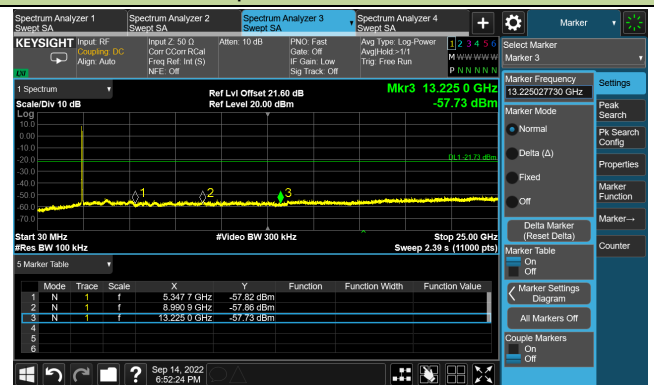 Spectrum Analyzer 1
Swept SA
Spectrum Analyzer 2
Swept SA
Spectrum Analyzer 3
Swept SA
Spectrum Analyzer 4
Swept SA
+
Marker
KEYSIGHT
LXI
Input: RF
Coupling: DC
Align: Auto
Input Z: 50 Ω
Corr CCorr RCal
Freq Ref: Int (S)
NFE: Off
Atten: 10 dB
PNO: Fast
Gate: Off
IF Gain: Low
Sig Track: Off
Avg Type: Log-Power
Avg|Hold:>1/1
Trig: Free Run
1 2 3 4 5 6
M W W W W W
P N N N N N
Select Marker
Marker 3
1 Spectrum
Scale/Div 10 dB
Log
Ref Lvl Offset 21.60 dB
Ref Level 20.00 dBm
Mkr3 13.225 0 GHz
-57.73 dBm
10.0
0.00
-10.0
-20.0
-30.0
-40.0
-50.0
-60.0
-70.0
DL1 -21.73 dBm
1
2
3
Start 30 MHz
#Res BW 100 kHz
#Video BW 300 kHz
Stop 25.00 GHz
Sweep 2.39 s (11000 pts)
5 Marker Table
Mode Trace Scale X Y Function Function Width Function Value
1 N 1 f 5.347 7 GHz -57.82 dBm
2 N 1 f 8.990 9 GHz -57.86 dBm
3 N 1 f 13.225 0 GHz -57.73 dBm
4
5
6
Marker Frequency
13.225027730 GHz
Marker Mode
Normal
Delta (Δ)
Fixed
Off
Delta Marker
(Reset Delta)
Marker Table
On
Off
Marker Settings
Diagram
All Markers Off
Couple Markers
On
Off
Settings
Peak
Search
Pk Search
Config
Properties
Marker
Function
Marker→
Counter
?
Sep 14, 2022
6:52:24 PM